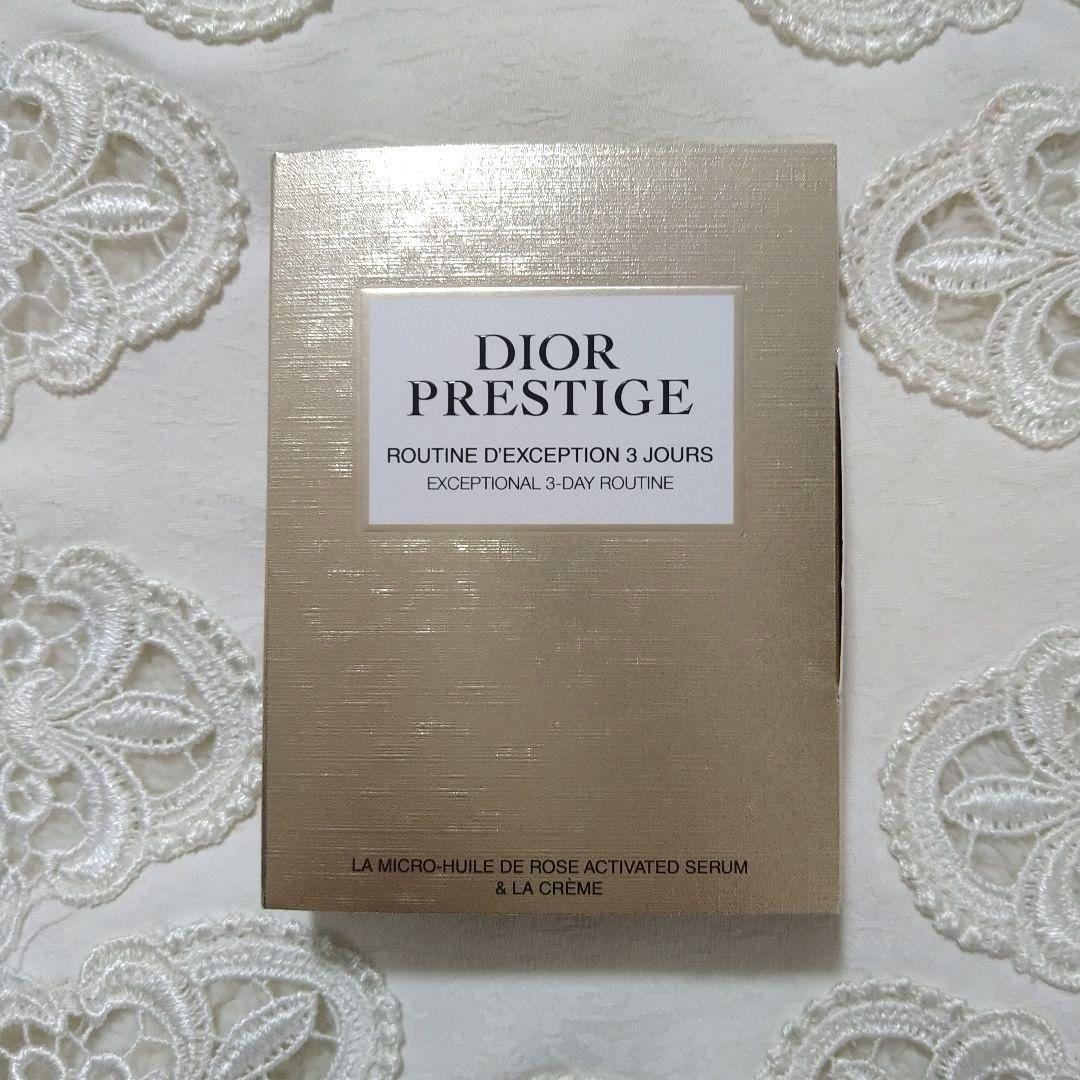 DIOR
PRESTIGE
ROUTINE D'EXCEPTION 3 JOURS
EXCEPTIONAL 3-DAY ROUTINE
LA MICRO-HUILE DE ROSE ACTIVATED SERUM
& LA CRÈME